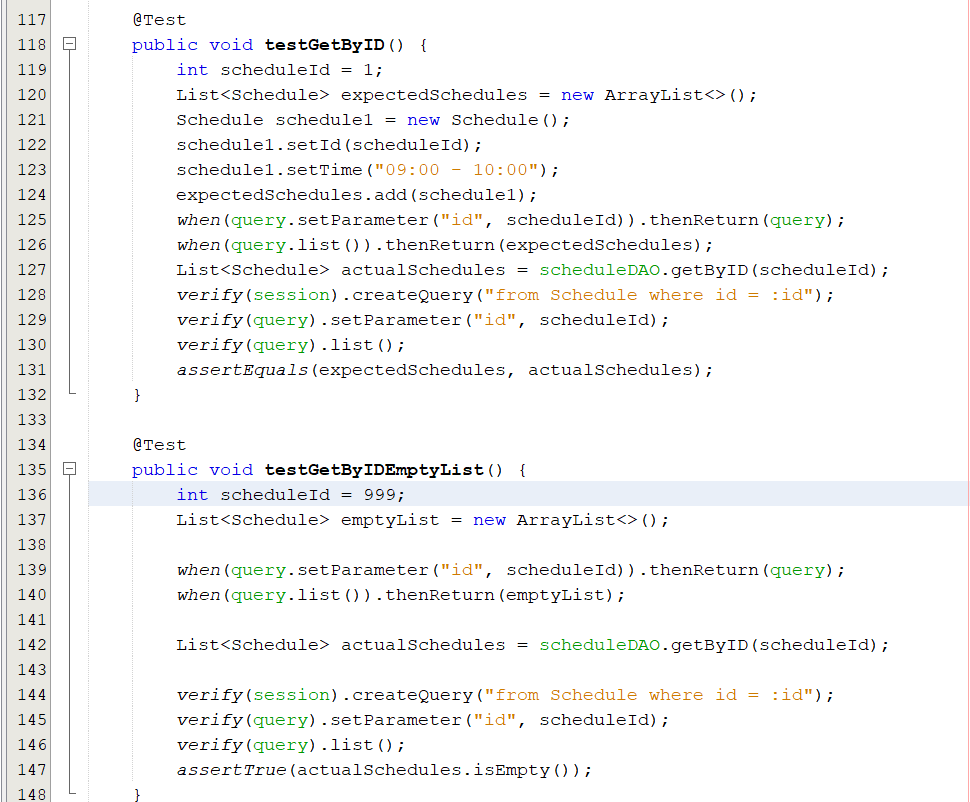 117 @Test
118 public void testGetByID() {
119 int scheduleId = 1;
120 List<Schedule> expectedSchedules = new ArrayList<>();
121 Schedule schedule1 = new Schedule();
122 schedule1.setId(scheduleId);
123 schedule1.setTime("09:00 - 10:00");
124 expectedSchedules.add(schedule1);
125 when(query.setParameter("id", scheduleId)).thenReturn(query);
126 when(query.list()).thenReturn(expectedSchedules);
127 List<Schedule> actualSchedules = scheduleDAO.getByID(scheduleId);
128 verify(session).createQuery("from Schedule where id = :id");
129 verify(query).setParameter("id", scheduleId);
130 verify(query).list();
131 assertEquals(expectedSchedules, actualSchedules);
132 }
133
134 @Test
135 public void testGetByIDEmptyList() {
136 int scheduleId = 999;
137 List<Schedule> emptyList = new ArrayList<>();
138
139 when(query.setParameter("id", scheduleId)).thenReturn(query);
140 when(query.list()).thenReturn(emptyList);
141
142 List<Schedule> actualSchedules = scheduleDAO.getByID(scheduleId);
143
144 verify(session).createQuery("from Schedule where id = :id");
145 verify(query).setParameter("id", scheduleId);
146 verify(query).list();
147 assertTrue(actualSchedules.isEmpty());
148 }